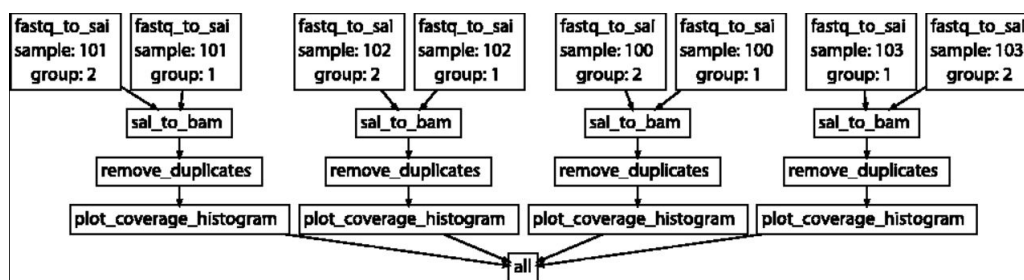 fastq_to_sai
sample: 101
group: 2
fastq_to_sai
sample: 101
group: 1
fastq_to_sai
sample: 102
group: 2
fastq_to_sai
sample: 102
group: 1
fastq_to_sai
sample: 100
group: 2
fastq_to_sai
sample: 100
group: 1
fastq_to_sai
sample: 103
group: 1
fastq_to_sai
sample: 103
group: 2
sai_to_bam
sai_to_bam
sai_to_bam
sai_to_bam
remove_duplicates
remove_duplicates
remove_duplicates
remove_duplicates
plot_coverage_histogram
plot_coverage_histogram
plot_coverage_histogram
plot_coverage_histogram
all